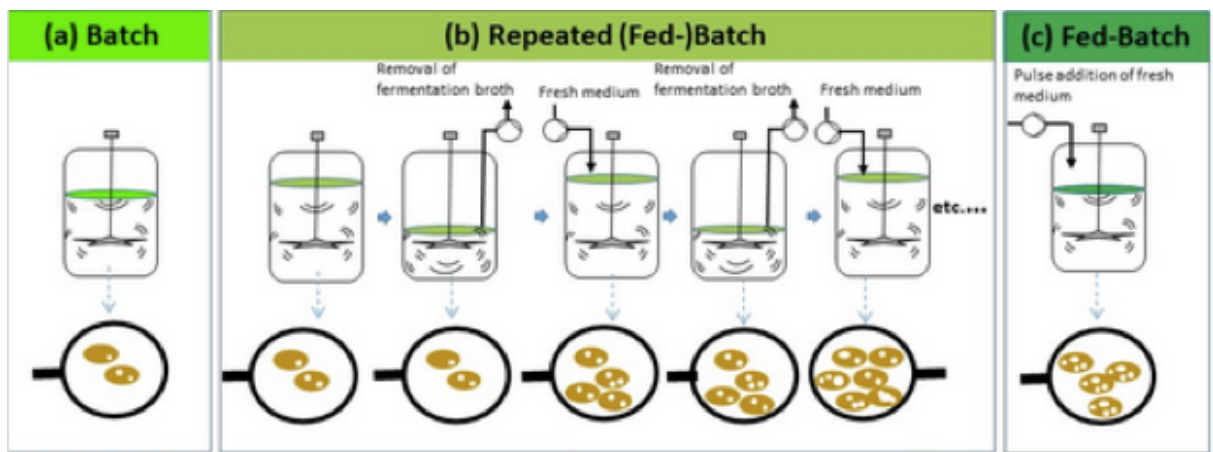 (a) Batch
(b) Repeated (Fed-)Batch
(c) Fed-Batch
Removal of
fermentation broth
Fresh medium
Removal of
fermentation broth
Fresh medium
Pulse addition of fresh
medium
etc....